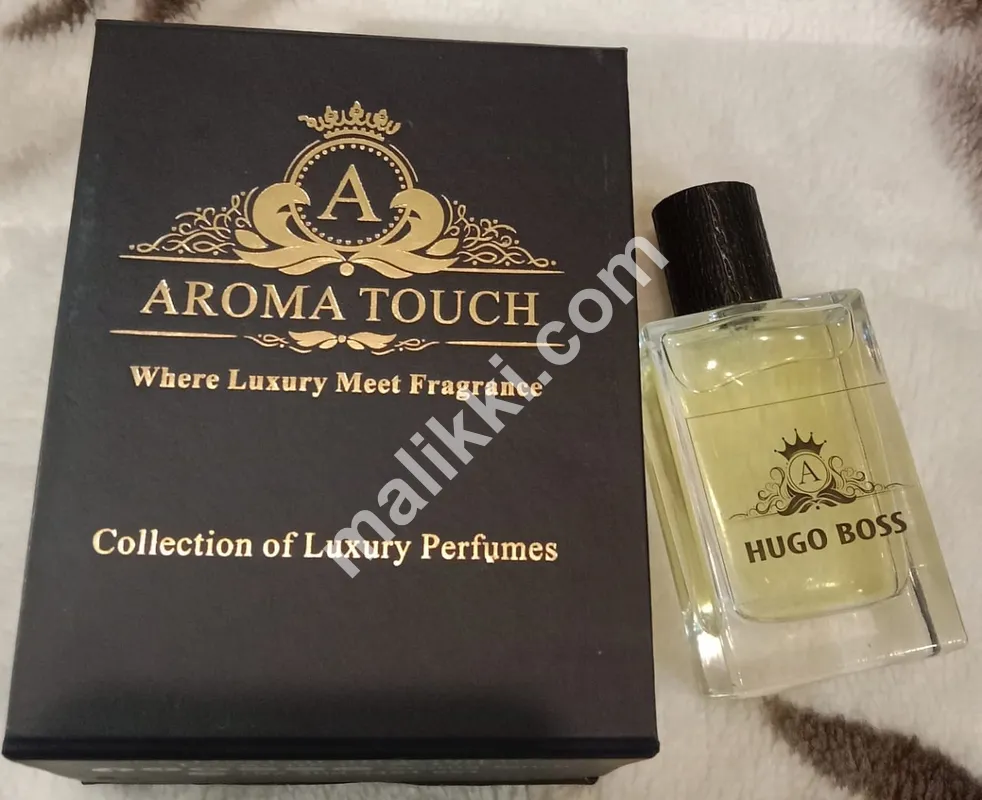 A
AROMA TOUCH
Where Luxury Meet Fragrance
Collection of Luxury Perfumes
A
HUGO BOSS
malikki.com